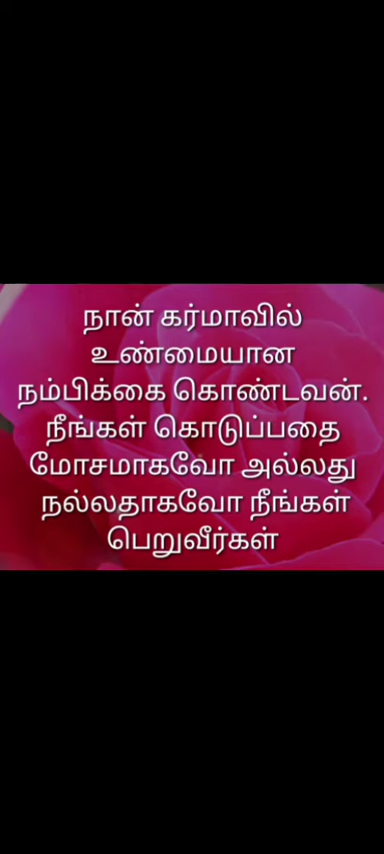 நான் கர்மாவில்
உண்மையான
நம்பிக்கை கொண்டவன்.
நீங்கள் கொடுப்பதை
மோசமாகவோ அல்லது
நல்லதாகவோ நீங்கள்
பெறுவீர்கள்